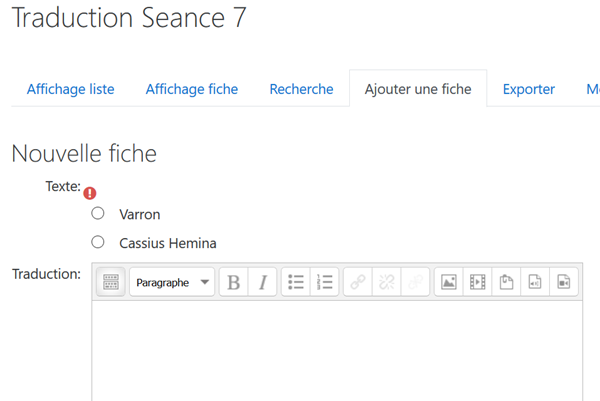 Traduction Seance 7
Affichage liste Affichage fiche Recherche Ajouter une fiche Exporter
Nouvelle fiche
Texte:
Varron
Cassius Hemina
Traduction: Paragraphe B I